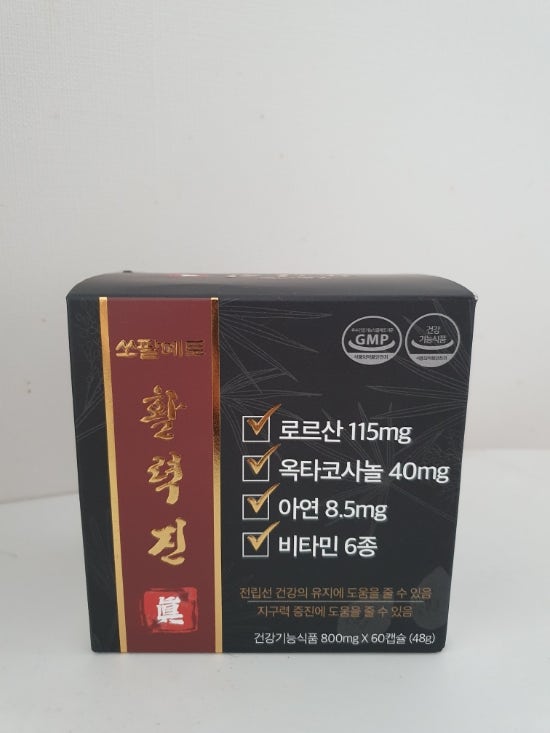 쏘팔메토
활력진
眞
GMP
건강
기능식품
로르산 115mg
옥타코사놀 40mg
아연 8.5mg
비타민 6종
전립선 건강의 유지에 도움을 줄 수 있음
지구력 증진에 도움을 줄 수 있음
건강기능식품 800mg X 60캡슐 (48g)